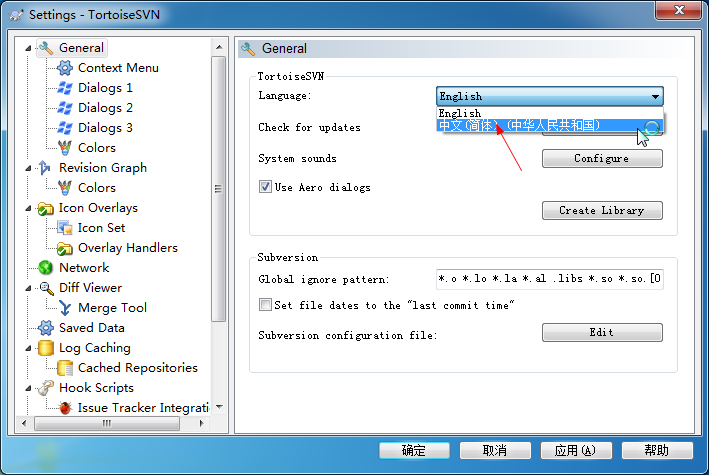 Settings - TortoiseSVN
General
Context Menu
Dialogs 1
Dialogs 2
Dialogs 3
Colors
Revision Graph
Colors
Icon Overlays
Icon Set
Overlay Handlers
Network
Diff Viewer
Merge Tool
Saved Data
Log Caching
Cached Repositories
Hook Scripts
Issue Tracker Integratio
General
TortoiseSVN
Language:
English
English
中文(简体) (中华人民共和国)
Check for updates
System sounds
Configure
Use Aero dialogs
Create Library
Subversion
Global ignore pattern:
*.o *.lo *.la *.al .libs *.so *.so.[0
Set file dates to the "last commit time"
Subversion configuration file:
Edit
确定
取消
应用(A)
帮助